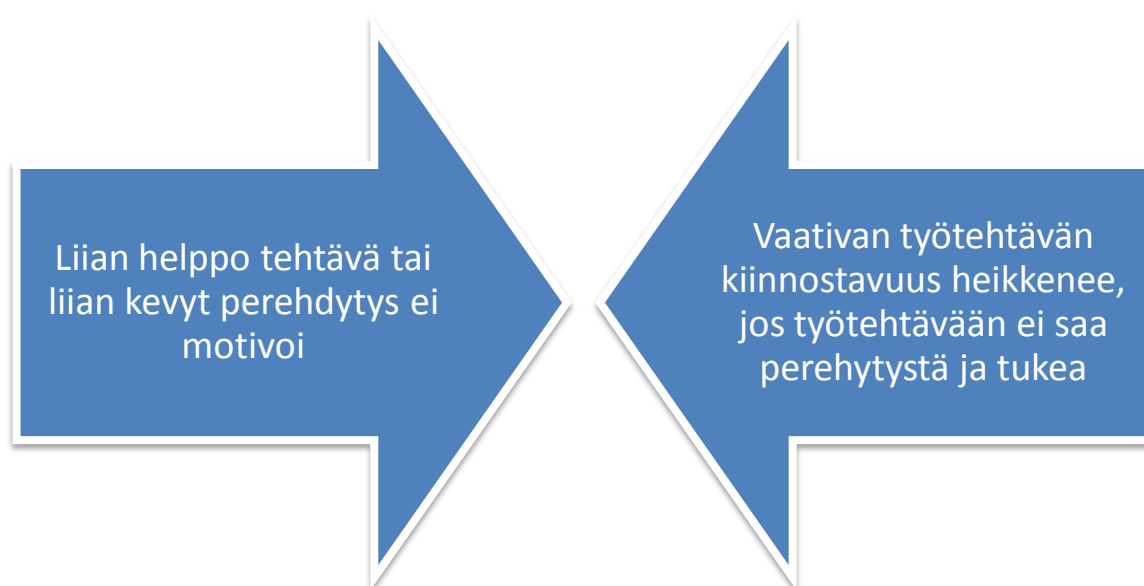 Liian helppo tehtävä tai
liian kevyt perehdytys ei
motivoi
Vaativan työtehtävän
kiinnostavuus heikkenee,
jos työtehtävään ei saa
perehytystä ja tukea